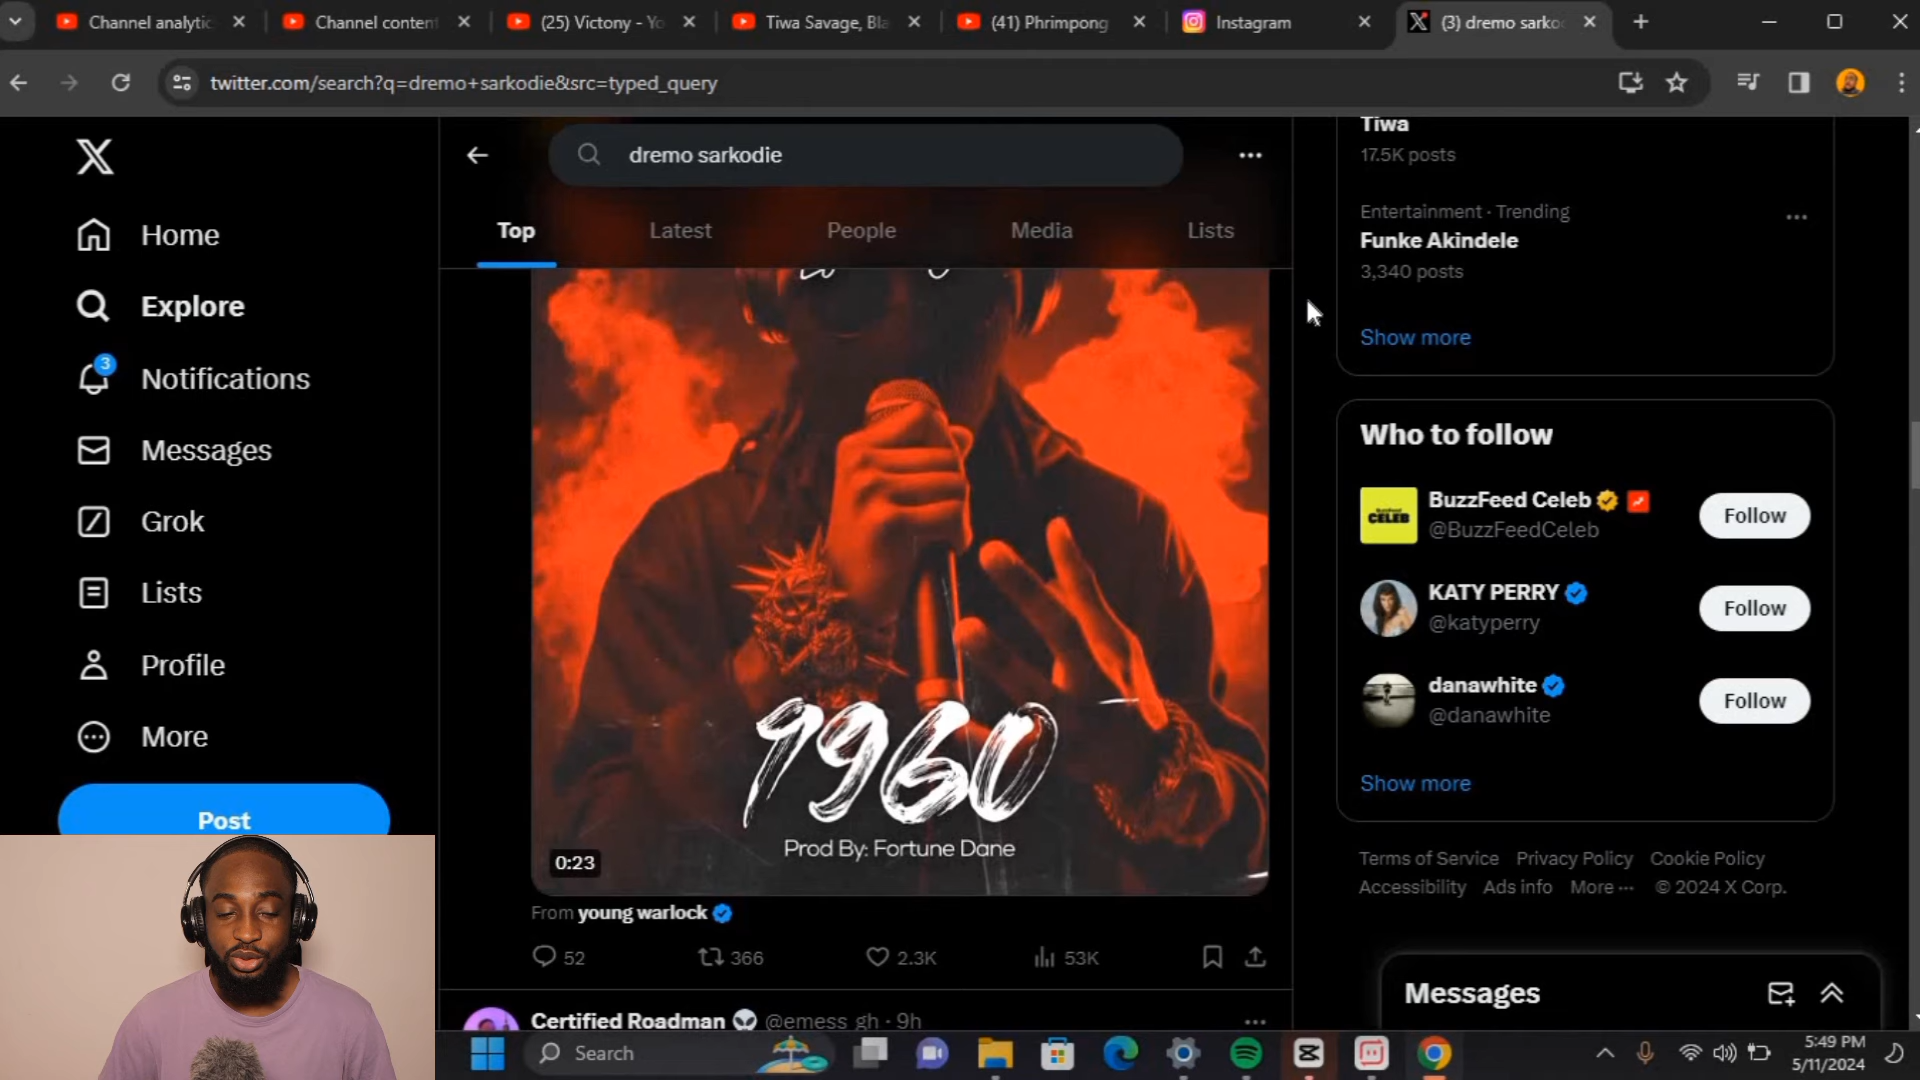 Channel analytic
Channel content
(25) Victony - Yo
Tiwa Savage, Bla
(41) Phrimpong
Instagram
(3) dremo sarko
twitter.com/search?q=dremo+sarkodie&src=typed_query
dremo sarkodie
Top
Latest
People
Media
Lists
Home
Explore
3
Notifications
Messages
Grok
Lists
Profile
More
Post
1960
Prod By: Fortune Dane
0:23
From young warlock
52
366
2.3K
53K
Certified Roadman @emess_gh · 9h
Tiwa
17.5K posts
Entertainment · Trending
Funke Akindele
3,340 posts
Show more
Who to follow
CELEB
BuzzFeed Celeb
@BuzzFeedCeleb
Follow
KATY PERRY
@katyperry
Follow
danawhite
@danawhite
Follow
Show more
Terms of Service Privacy Policy Cookie Policy
Accessibility Ads info More ··· © 2024 X Corp.
Messages
Search
5:49 PM
5/11/2024